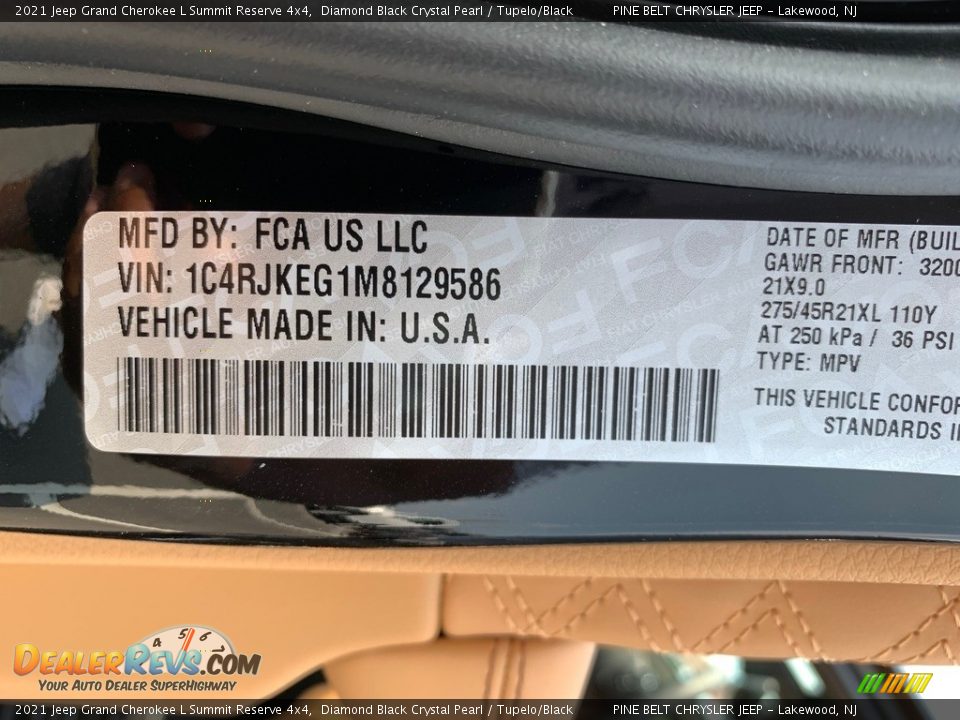 2021 Jeep Grand Cherokee L Summit Reserve 4x4, Diamond Black Crystal Pearl / Tupelo/Black PINE BELT CHRYSLER JEEP - Lakewood, NJ
MFD BY: FCA US LLC
VIN: 1C4RJKEG1M8129586
VEHICLE MADE IN: U.S.A.
DATE OF MFR (BUIL
GAWR FRONT: 3200
21X9.0
275/45R21XL 110Y
AT 250 kPa / 36 PSI
TYPE: MPV
THIS VEHICLE CONFOR
STANDARDS I
4 5 6
DEALERREVS.COM
YOUR AUTO DEALER SUPERHIGHWAY
2021 Jeep Grand Cherokee L Summit Reserve 4x4, Diamond Black Crystal Pearl / Tupelo/Black PINE BELT CHRYSLER JEEP - Lakewood, NJ